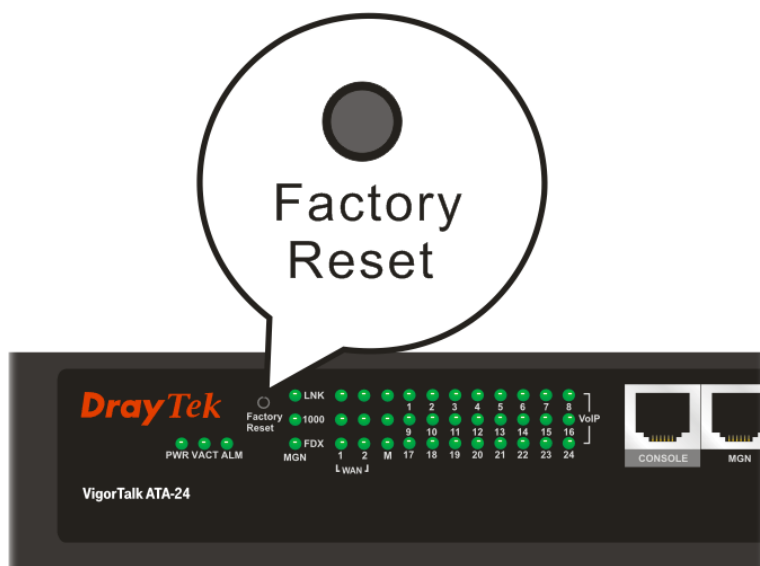 Factory
Reset
DrayTek
Factory
Reset
LNK
1000
FDX
1 2 3 4 5 6 7 8
9 10 11 12 13 14 15 16
VoIP
PWR VACT ALM
MGN
1 2 M 17 18 19 20 21 22 23 24
WAN
CONSOLE
MGN
VigorTalk ATA-24